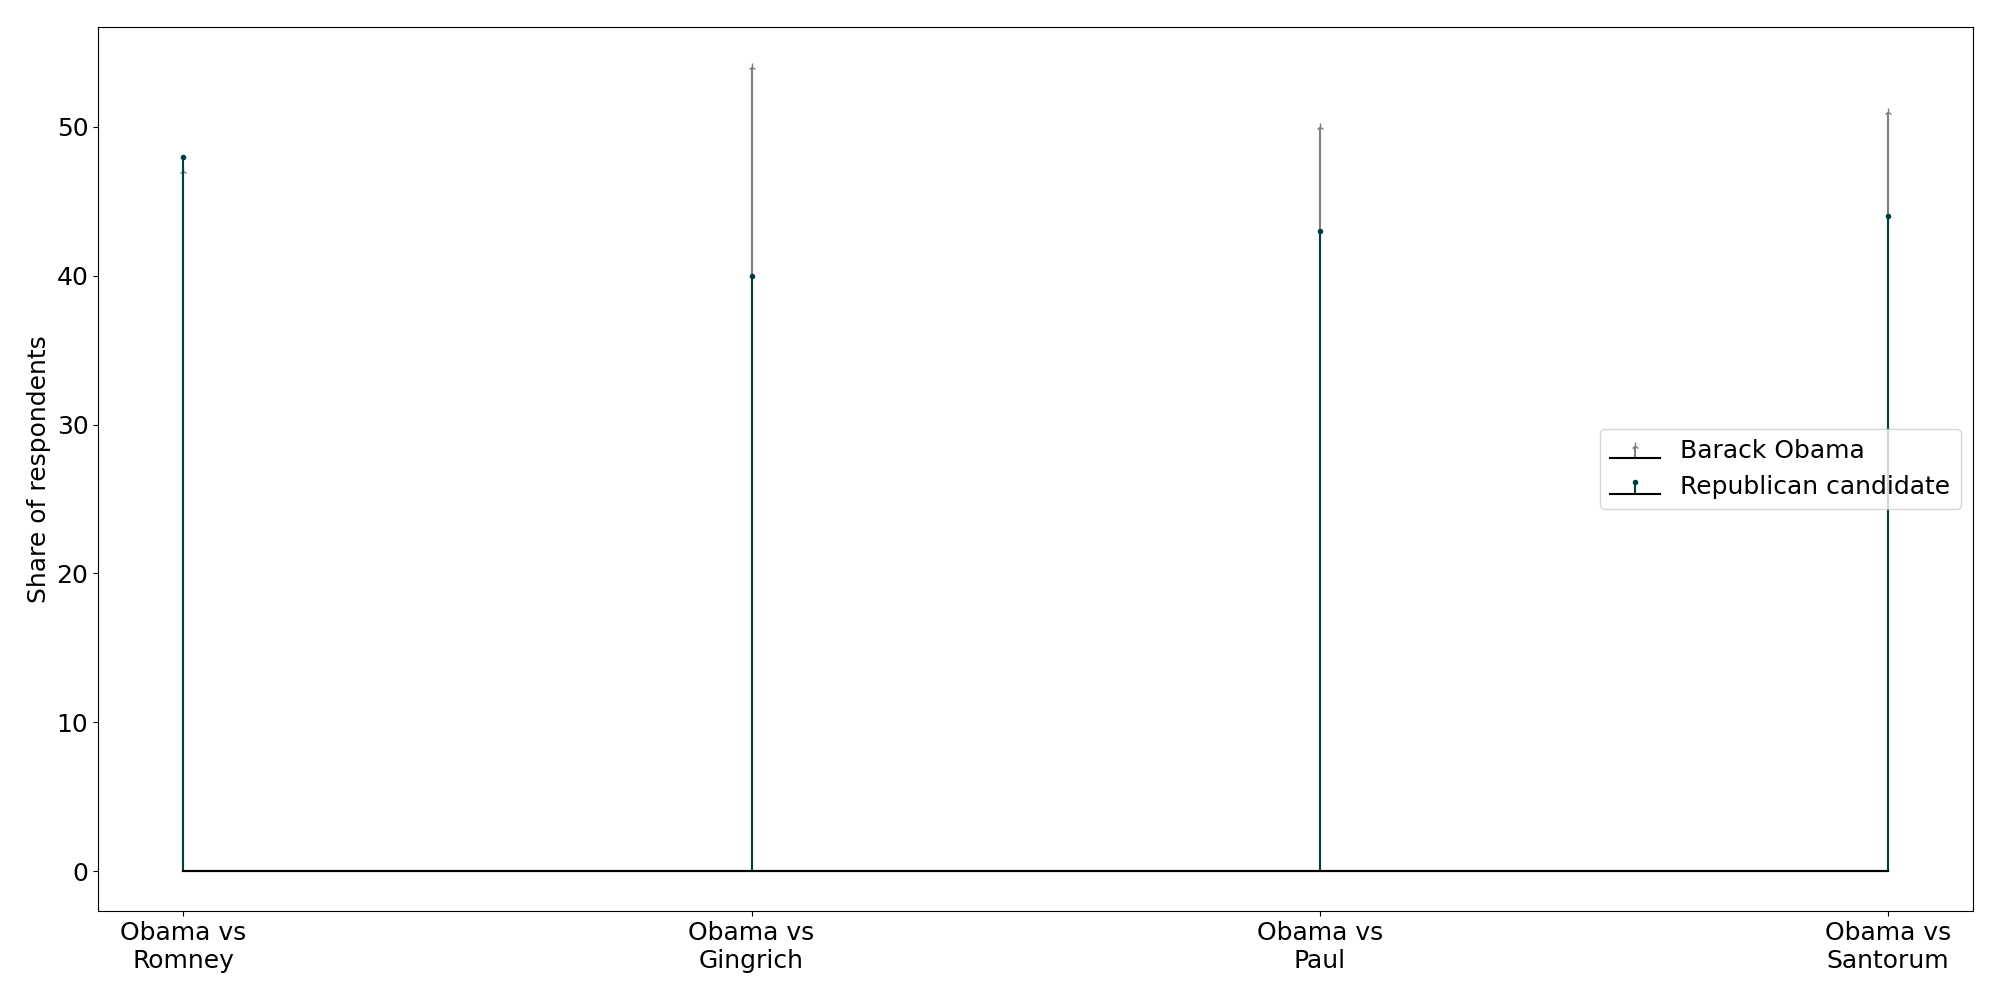 Share of respondents
50
40
30
20
10
0
Barack Obama
Republican candidate
Obama vs
Romney
Obama vs
Gingrich
Obama vs
Paul
Obama vs
Santorum